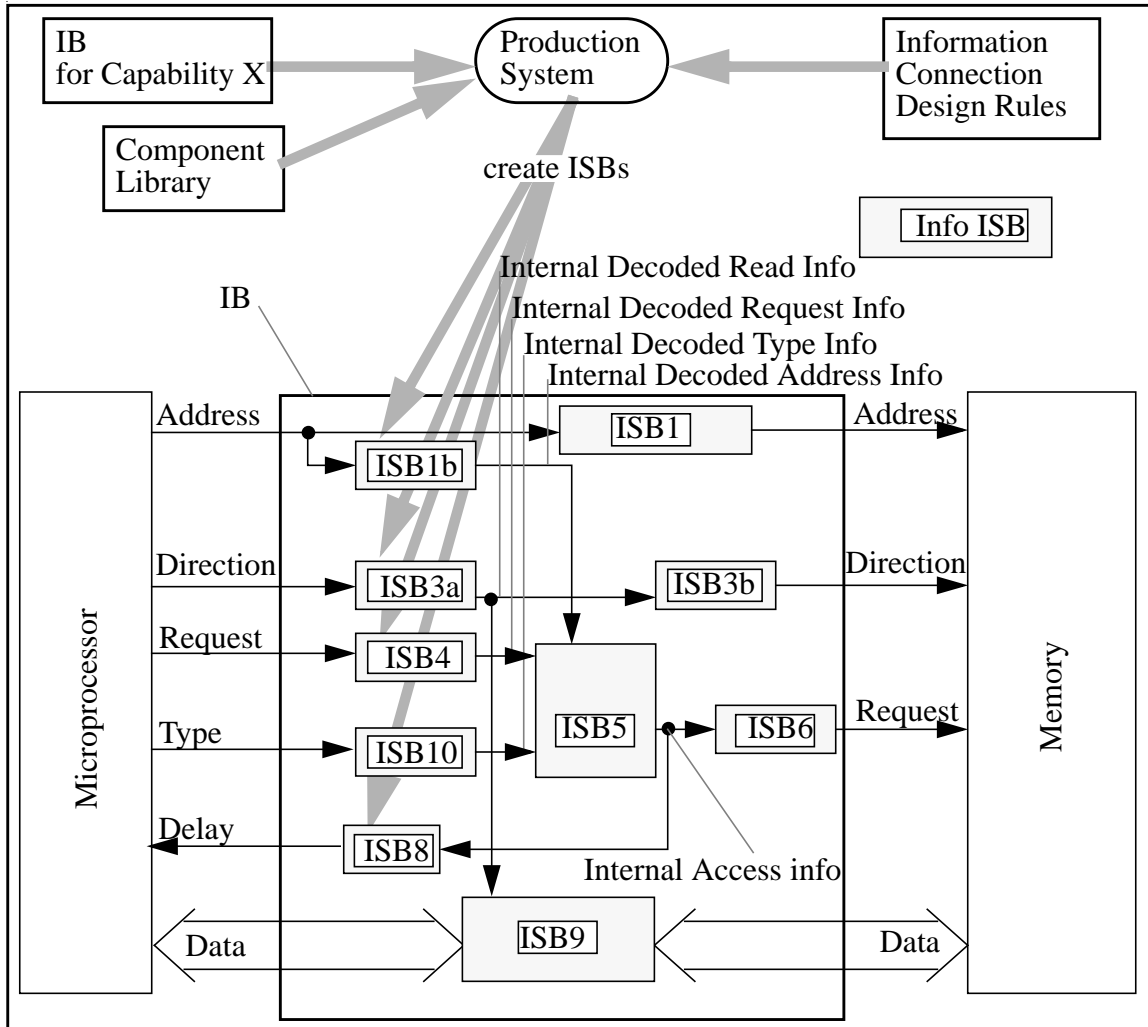 IB
for Capability X
Production
System
Information
Connection
Design Rules
Component
Library
create ISBs
Info ISB
Internal Decoded Read Info
IB
Internal Decoded Request Info
Internal Decoded Type Info
Internal Decoded Address Info
Address
ISB1
Address
ISB1b
Direction
ISB3a
ISB3b
Direction
Request
ISB4
Microprocessor
Memory
Type
ISB10
ISB5
ISB6
Request
Delay
ISB8
Internal Access info
Data
ISB9
Data